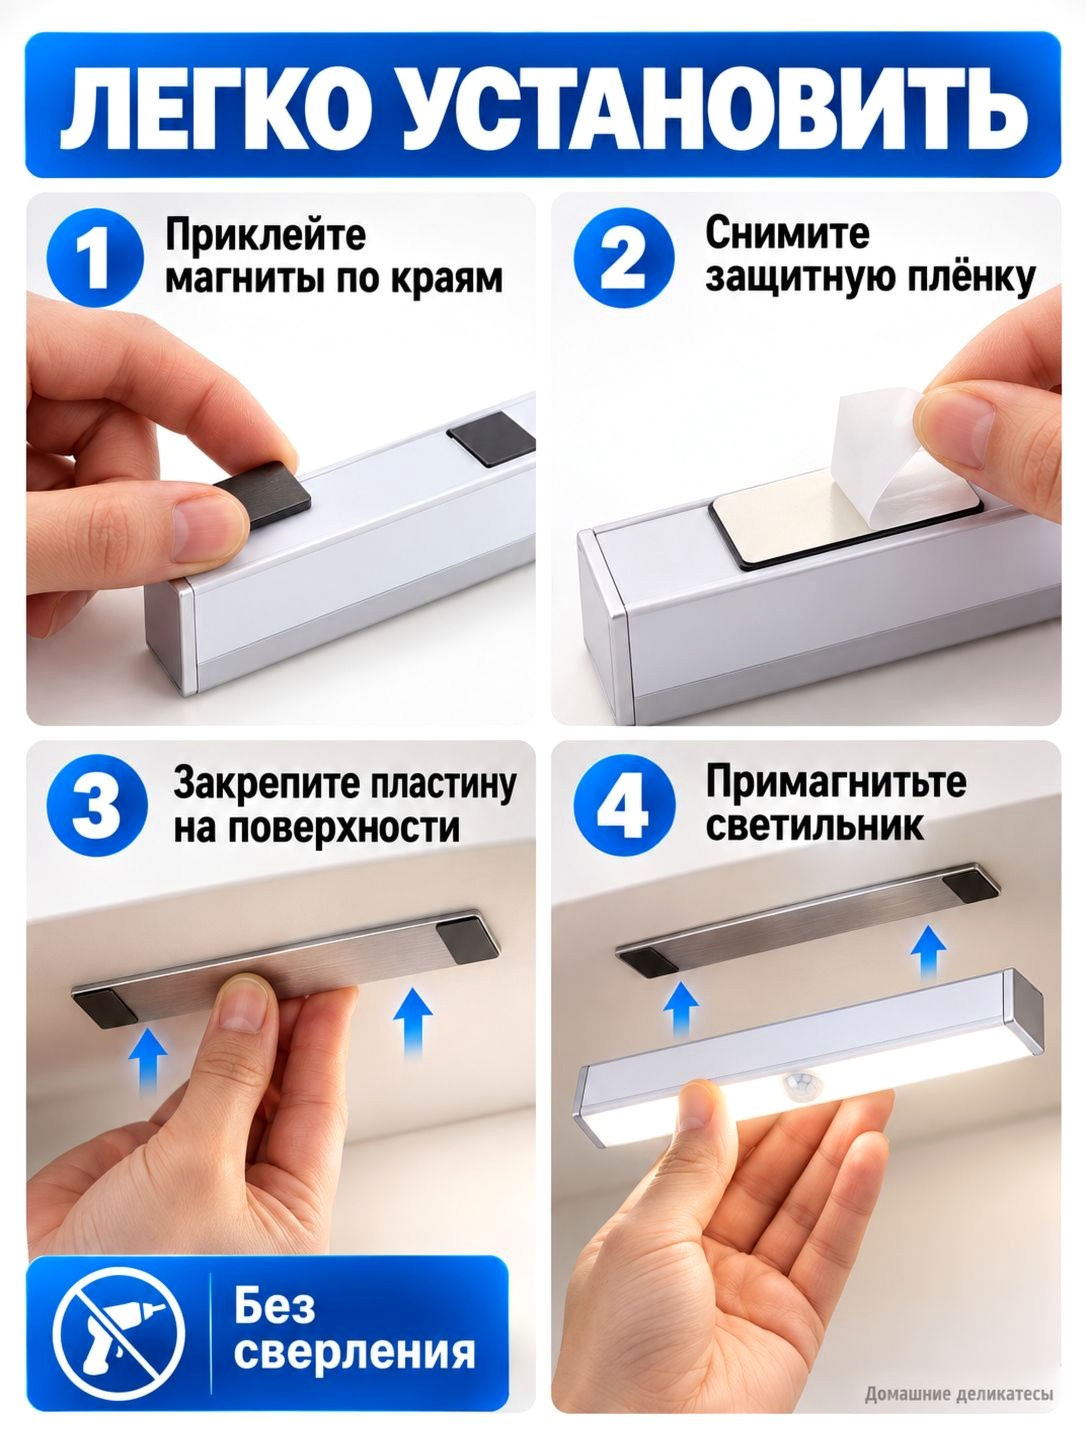 ЛЕГКО УСТАНОВИТЬ
1
Приклейте
магниты по краям
2
Снимите
защитную плёнку
3
Закрепите пластину
на поверхности
4
Примагнитьте
светильник
Без
сверления
Домашние деликатесы